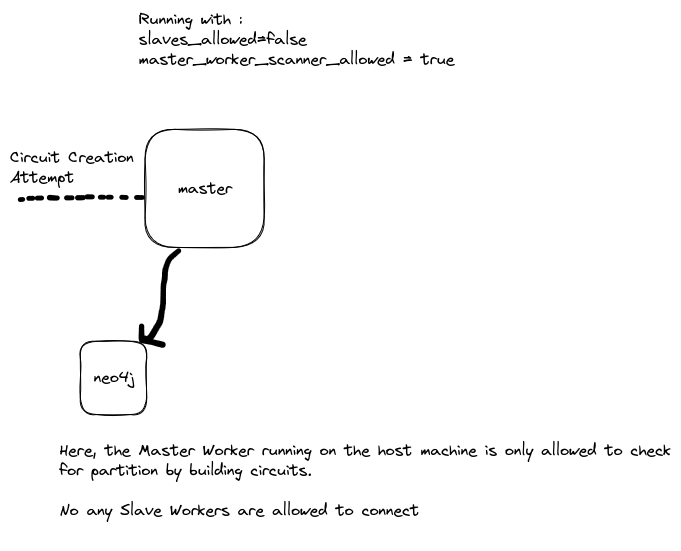 Running with :
slaves_allowed=false
master_worker_scanner_allowed = true
Circuit Creation
Attempt
master
neo4j
Here, the Master Worker running on the host machine is only allowed to check
for partition by building circuits.
No any Slave Workers are allowed to connect